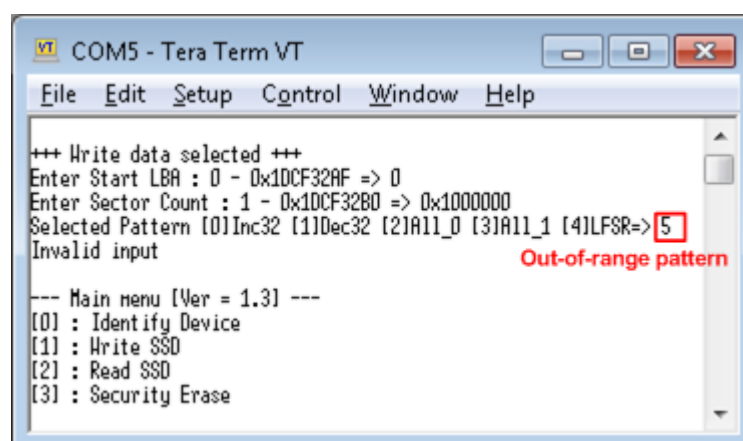 COM5 - Tera Term VT
File Edit Setup Control Window Help
+++ Write data selected +++
Enter Start LBA : 0 - 0x1DCF32AF => 0
Enter Sector Count : 1 - 0x1DCF32B0 => 0x1000000
Selected Pattern [0]Inc32 [1]Dec32 [2]All_0 [3]All_1 [4]LFSR=> 5
Invalid input
Out-of-range pattern
--- Main menu [Ver = 1.3] ---
[0] : Identify Device
[1] : Write SSD
[2] : Read SSD
[3] : Security Erase